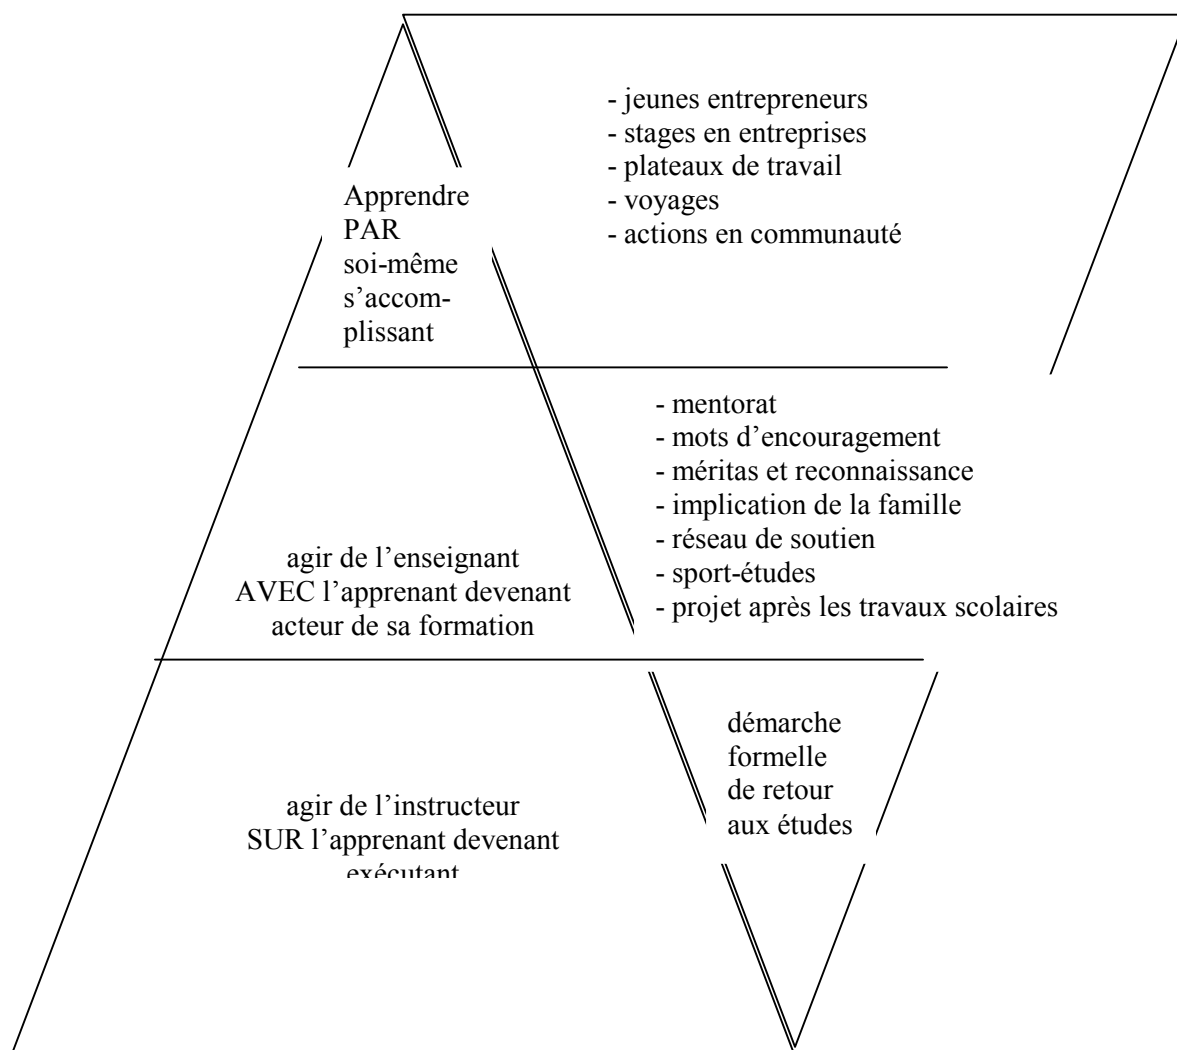 - jeunes entrepreneurs
- stages en entreprises
- plateaux de travail
- voyages
- actions en communauté
Apprendre
PAR
soi-même
s’accom-
plissant
- mentorat
- mots d’encouragement
- méritas et reconnaissance
- implication de la famille
- réseau de soutien
- sport-études
- projet après les travaux scolaires
agir de l’enseignant
AVEC l’apprenant devenant
acteur de sa formation
démarche
formelle
de retour
aux études
agir de l’instructeur
SUR l’apprenant devenant
exécutant